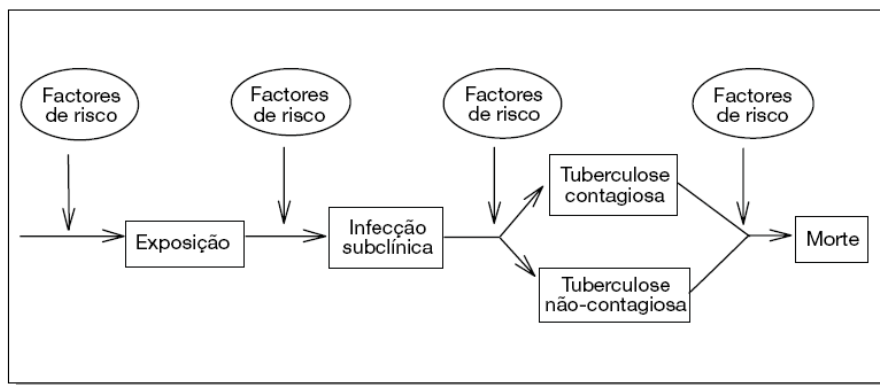 Factores
de risco
Factores
de risco
Factores
de risco
Factores
de risco
Tuberculose
contagiosa
Exposição
Infecção
subclínica
Morte
Tuberculose
não-contagiosa